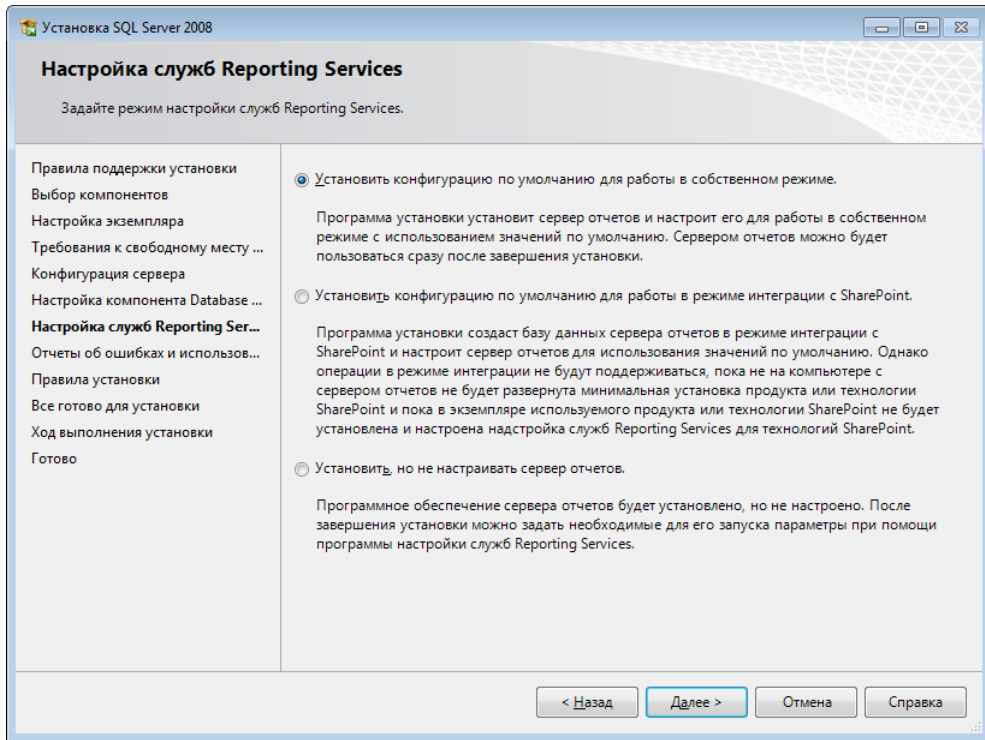 Установка SQL Server 2008
Настройка служб Reporting Services
Задайте режим настройки служб Reporting Services.
Правила поддержки установки
Выбор компонентов
Настройка экземпляра
Требования к свободному месту ...
Конфигурация сервера
Настройка компонента Database ...
Настройка служб Reporting Ser...
Отчеты об ошибках и использов...
Правила установки
Все готово для установки
Ход выполнения установки
Готово
Установить конфигурацию по умолчанию для работы в собственном режиме.
Программа установки установит сервер отчетов и настроит его для работы в собственном
режиме с использованием значений по умолчанию. Сервером отчетов можно будет
пользоваться сразу после завершения установки.
Установить конфигурацию по умолчанию для работы в режиме интеграции с SharePoint.
Программа установки создаст базу данных сервера отчетов в режиме интеграции с
SharePoint и настроит сервер отчетов для использования значений по умолчанию. Однако
операции в режиме интеграции не будут поддерживаться, пока не на компьютере с
сервером отчетов не будет развернута минимальная установка продукта или технологии
SharePoint и пока в экземпляре используемого продукта или технологии SharePoint не будет
установлена и настроена надстройка служб Reporting Services для технологий SharePoint.
Установить, но не настраивать сервер отчетов.
Программное обеспечение сервера отчетов будет установлено, но не настроено. После
завершения установки можно задать необходимые для его запуска параметры при помощи
программы настройки служб Reporting Services.
< Назад
Далее >
Отмена
Справка